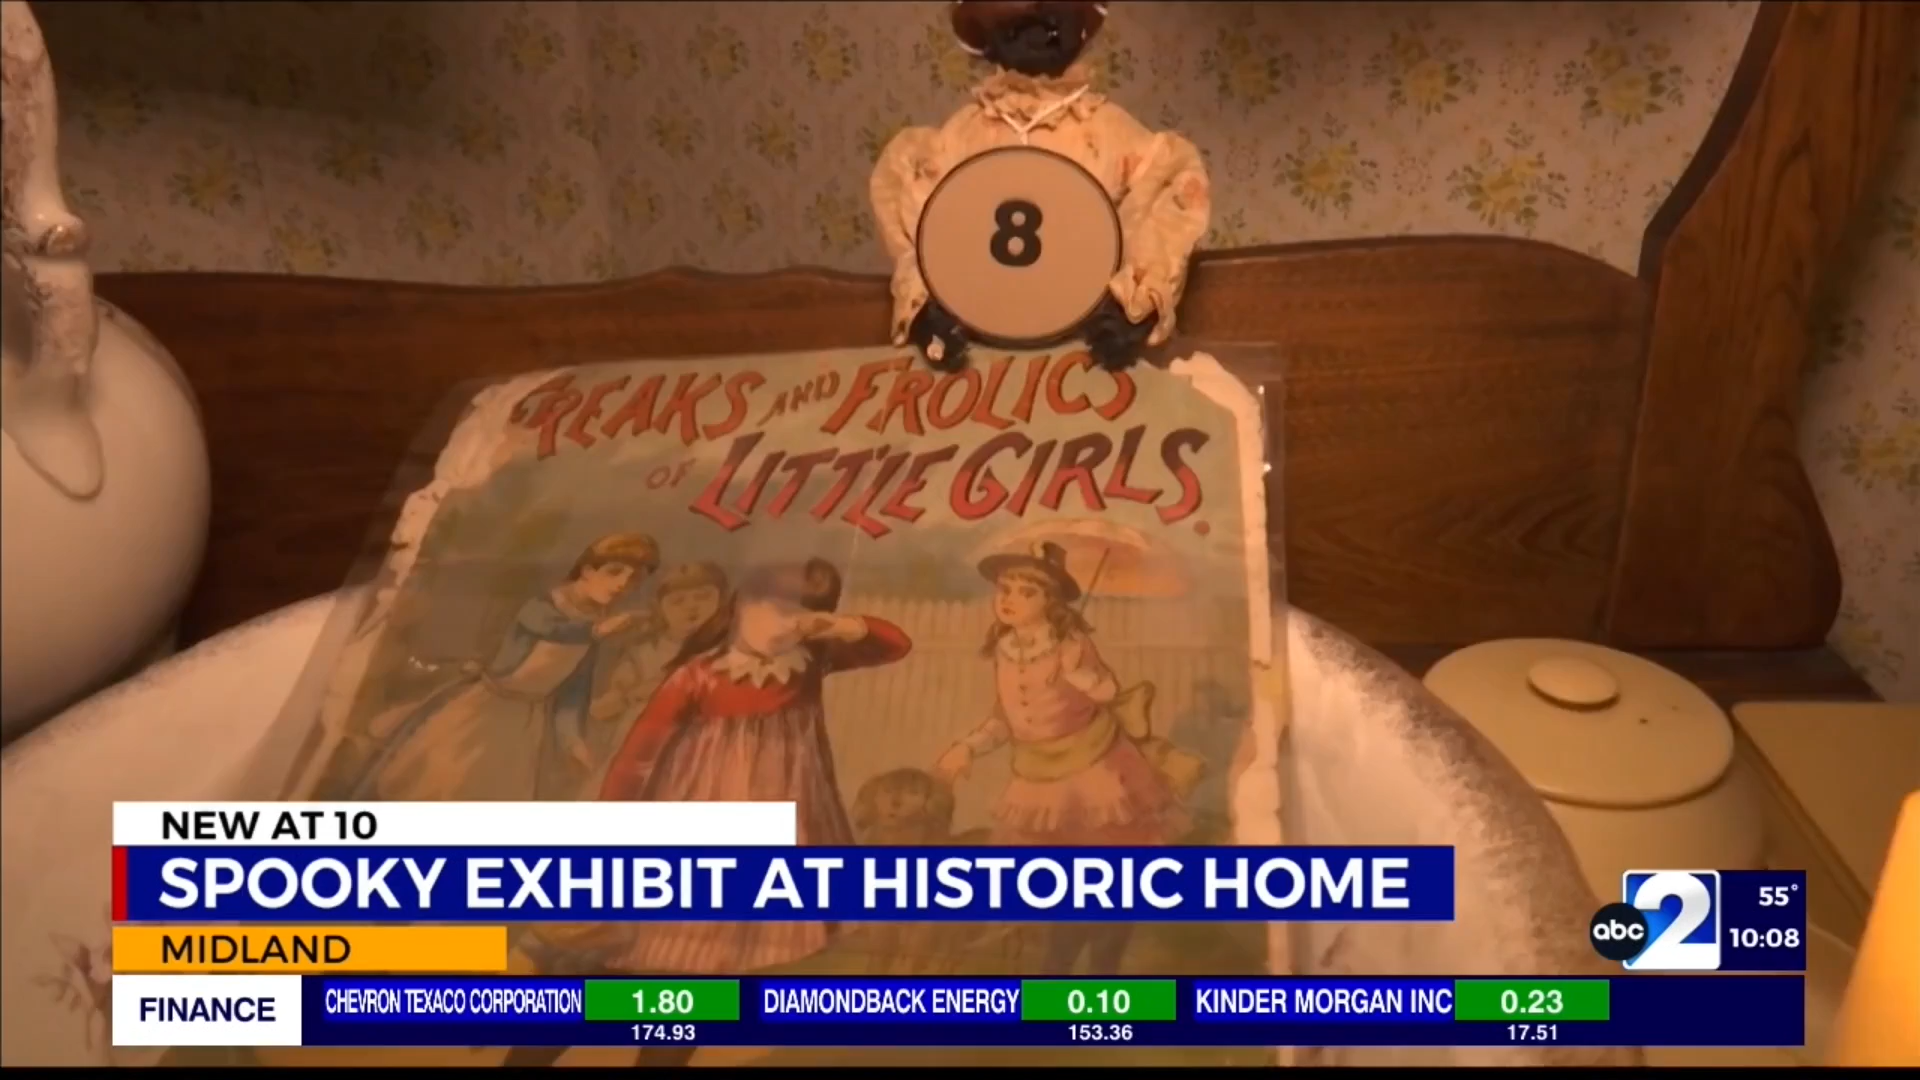 8
FREAKS AND FROLICS
OF LITTLE GIRLS.
NEW AT 10
SPOOKY EXHIBIT AT HISTORIC HOME
MIDLAND
abc 2
55°
10:08
FINANCE
CHEVRON TEXACO CORPORATION 1.80
174.93
DIAMONDBACK ENERGY 0.10
153.36
KINDER MORGAN INC 0.23
17.51